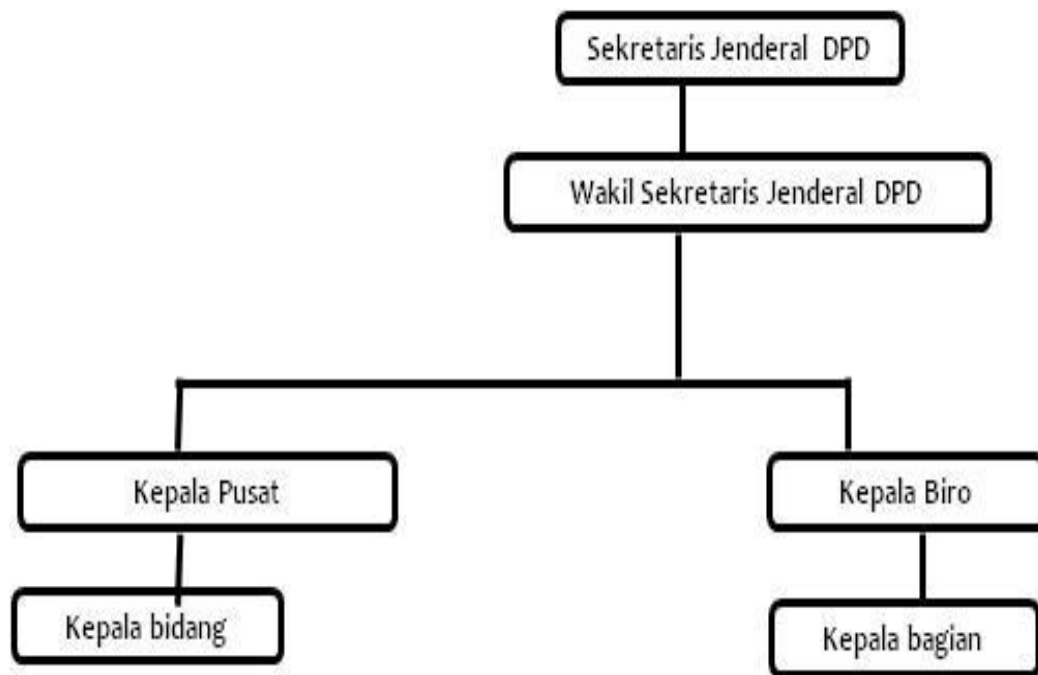 Sekretaris Jenderal DPD
Wakil Sekretaris Jenderal DPD
Kepala Pusat
Kepala Biro
Kepala bidang
Kepala bagian